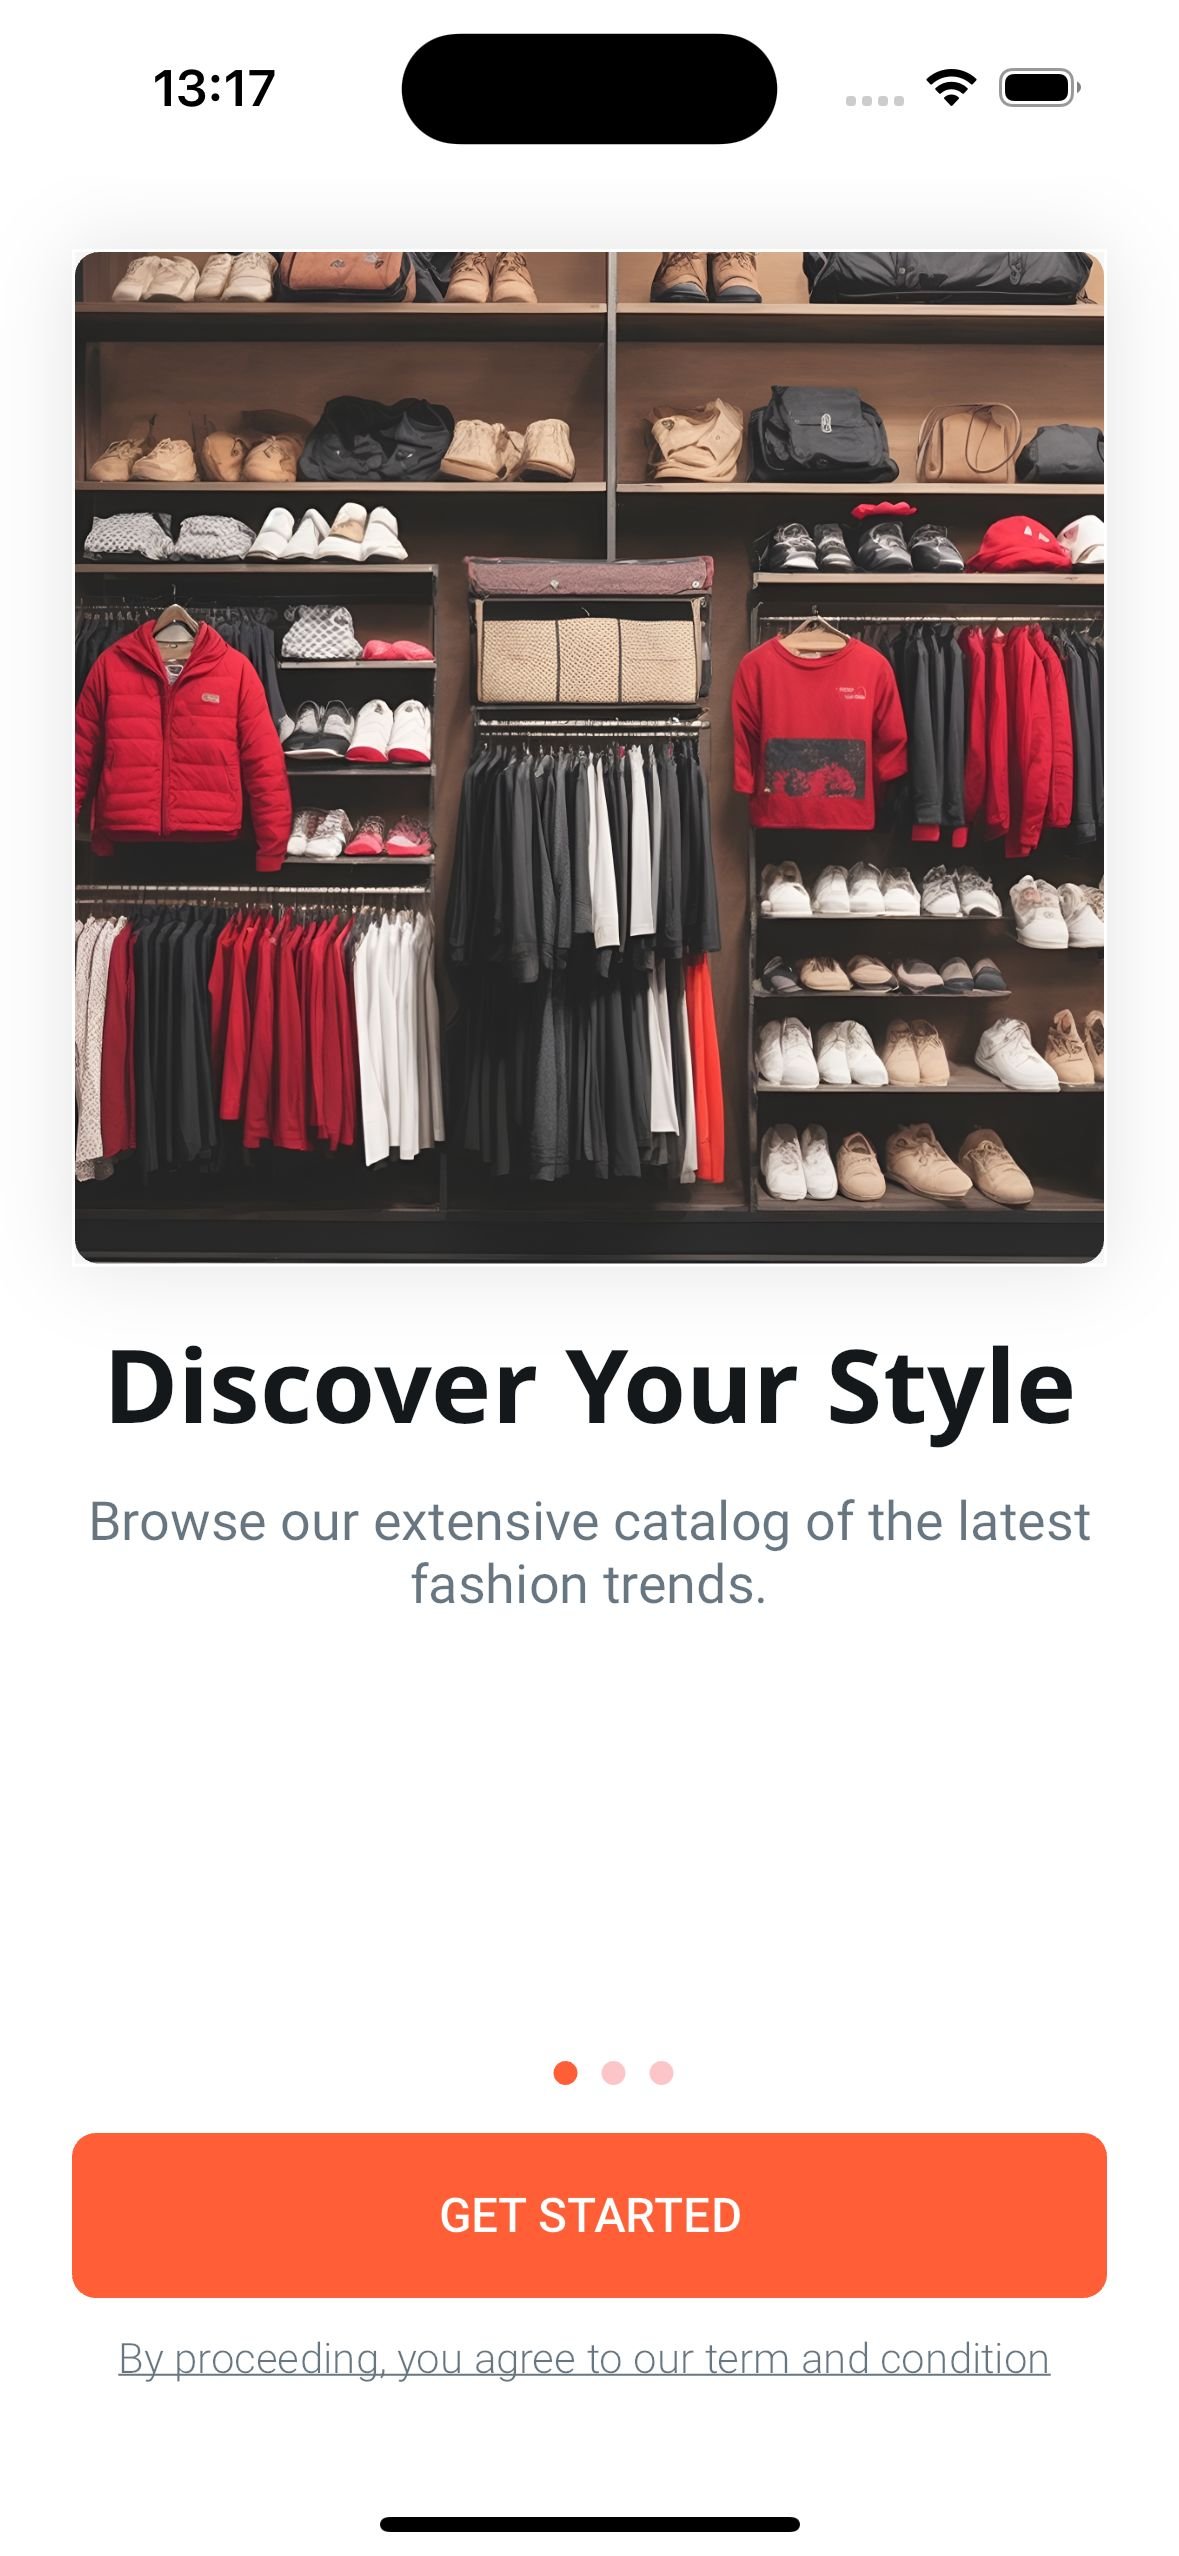 13:17
Discover Your Style
Browse our extensive catalog of the latest
fashion trends.
GET STARTED
By proceeding, you agree to our term and condition